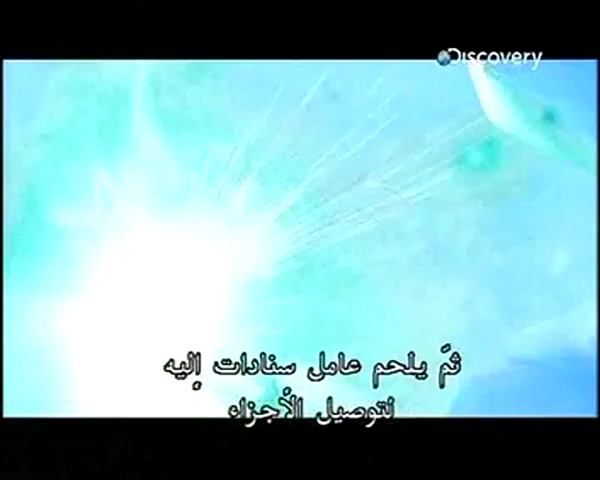 Discovery
ثمّ يلحم عامل سنادات إليه
لتوصيل الأجزاء